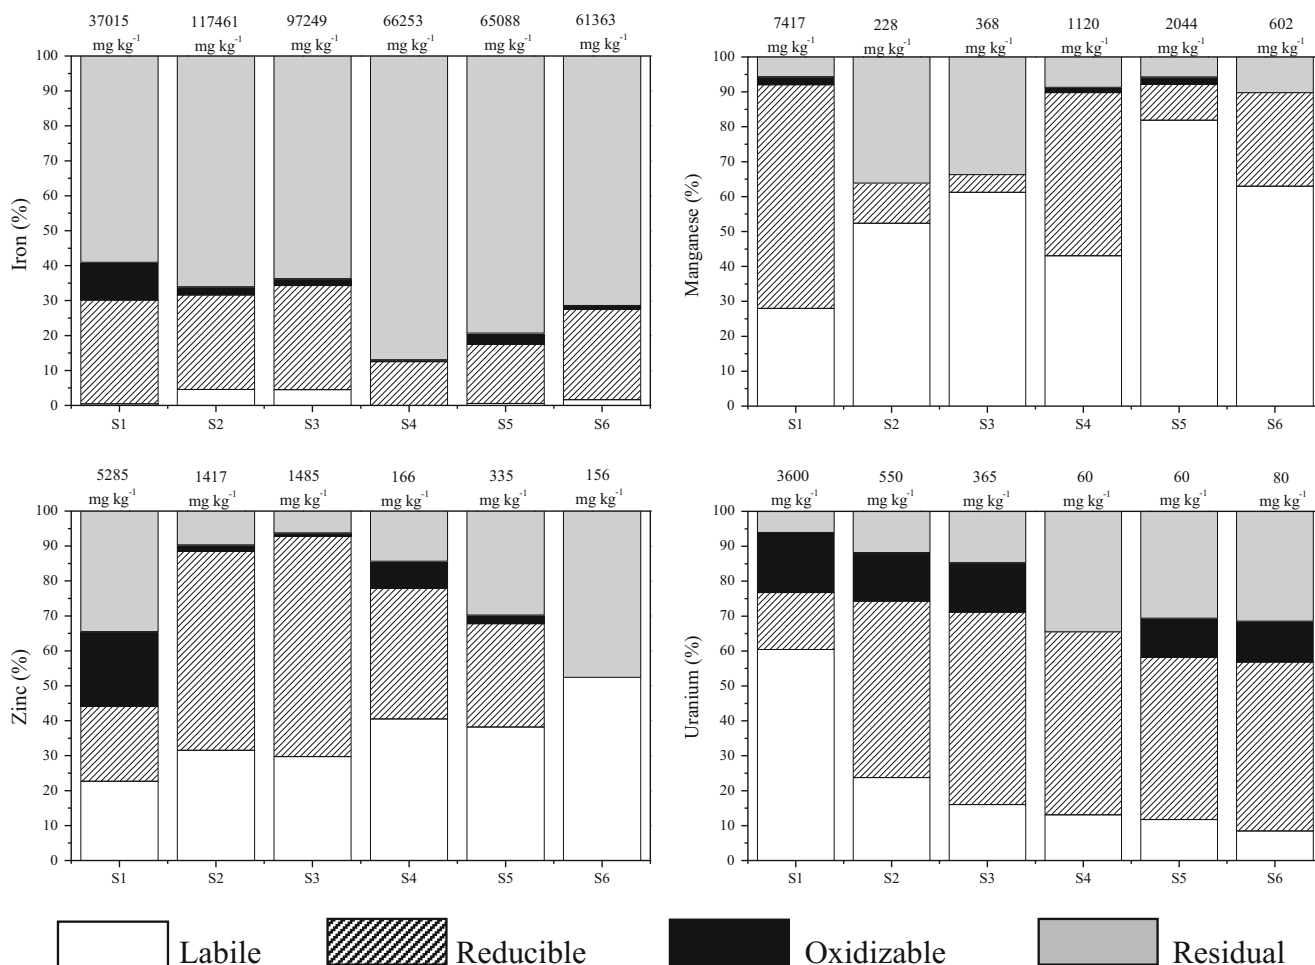 37015 117461 97249 66253 65088 61363
mg kg⁻¹ mg kg⁻¹ mg kg⁻¹ mg kg⁻¹ mg kg⁻¹ mg kg⁻¹
100
90
80
70
60
50
40
30
20
10
0
Iron (%)
S1 S2 S3 S4 S5 S6
7417 228 368 1120 2044 602
mg kg⁻¹ mg kg⁻¹ mg kg⁻¹ mg kg⁻¹ mg kg⁻¹ mg kg⁻¹
100
90
80
70
60
50
40
30
20
10
0
Manganese (%)
S1 S2 S3 S4 S5 S6
5285 1417 1485 166 335 156
mg kg⁻¹ mg kg⁻¹ mg kg⁻¹ mg kg⁻¹ mg kg⁻¹ mg kg⁻¹
100
90
80
70
60
50
40
30
20
10
0
Zinc (%)
S1 S2 S3 S4 S5 S6
3600 550 365 60 60 80
mg kg⁻¹ mg kg⁻¹ mg kg⁻¹ mg kg⁻¹ mg kg⁻¹ mg kg⁻¹
100
90
80
70
60
50
40
30
20
10
0
Uranium (%)
S1 S2 S3 S4 S5 S6
Labile Reducible Oxidizable Residual